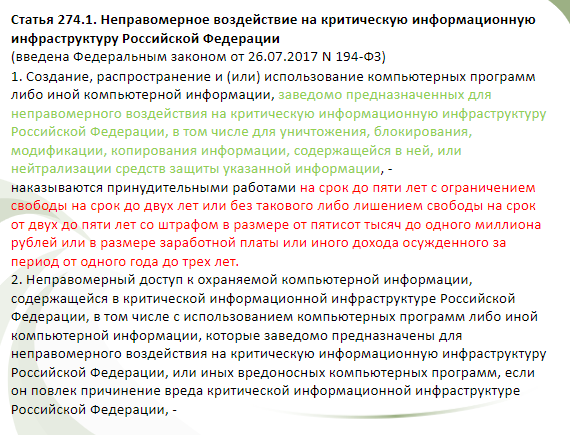 Статья 274.1. Неправомерное воздействие на критическую информационную
инфраструктуру Российской Федерации
(введена Федеральным законом от 26.07.2017 N 194-ФЗ)
1. Создание, распространение и (или) использование компьютерных программ
либо иной компьютерной информации, заведомо предназначенных для
неправомерного воздействия на критическую информационную инфраструктуру
Российской Федерации, в том числе для уничтожения, блокирования,
модификации, копирования информации, содержащейся в ней, или
нейтрализации средств защиты указанной информации, -
наказываются принудительными работами на срок до пяти лет с ограничением
свободы на срок до двух лет или без такового либо лишением свободы на срок
от двух до пяти лет со штрафом в размере от пятисот тысяч до одного миллиона
рублей или в размере заработной платы или иного дохода осужденного за
период от одного года до трех лет.
2. Неправомерный доступ к охраняемой компьютерной информации,
содержащейся в критической информационной инфраструктуре Российской
Федерации, в том числе с использованием компьютерных программ либо иной
компьютерной информации, которые заведомо предназначены для
неправомерного воздействия на критическую информационную инфраструктуру
Российской Федерации, или иных вредоносных компьютерных программ, если
он повлек причинение вреда критической информационной инфраструктуре
Российской Федерации, -